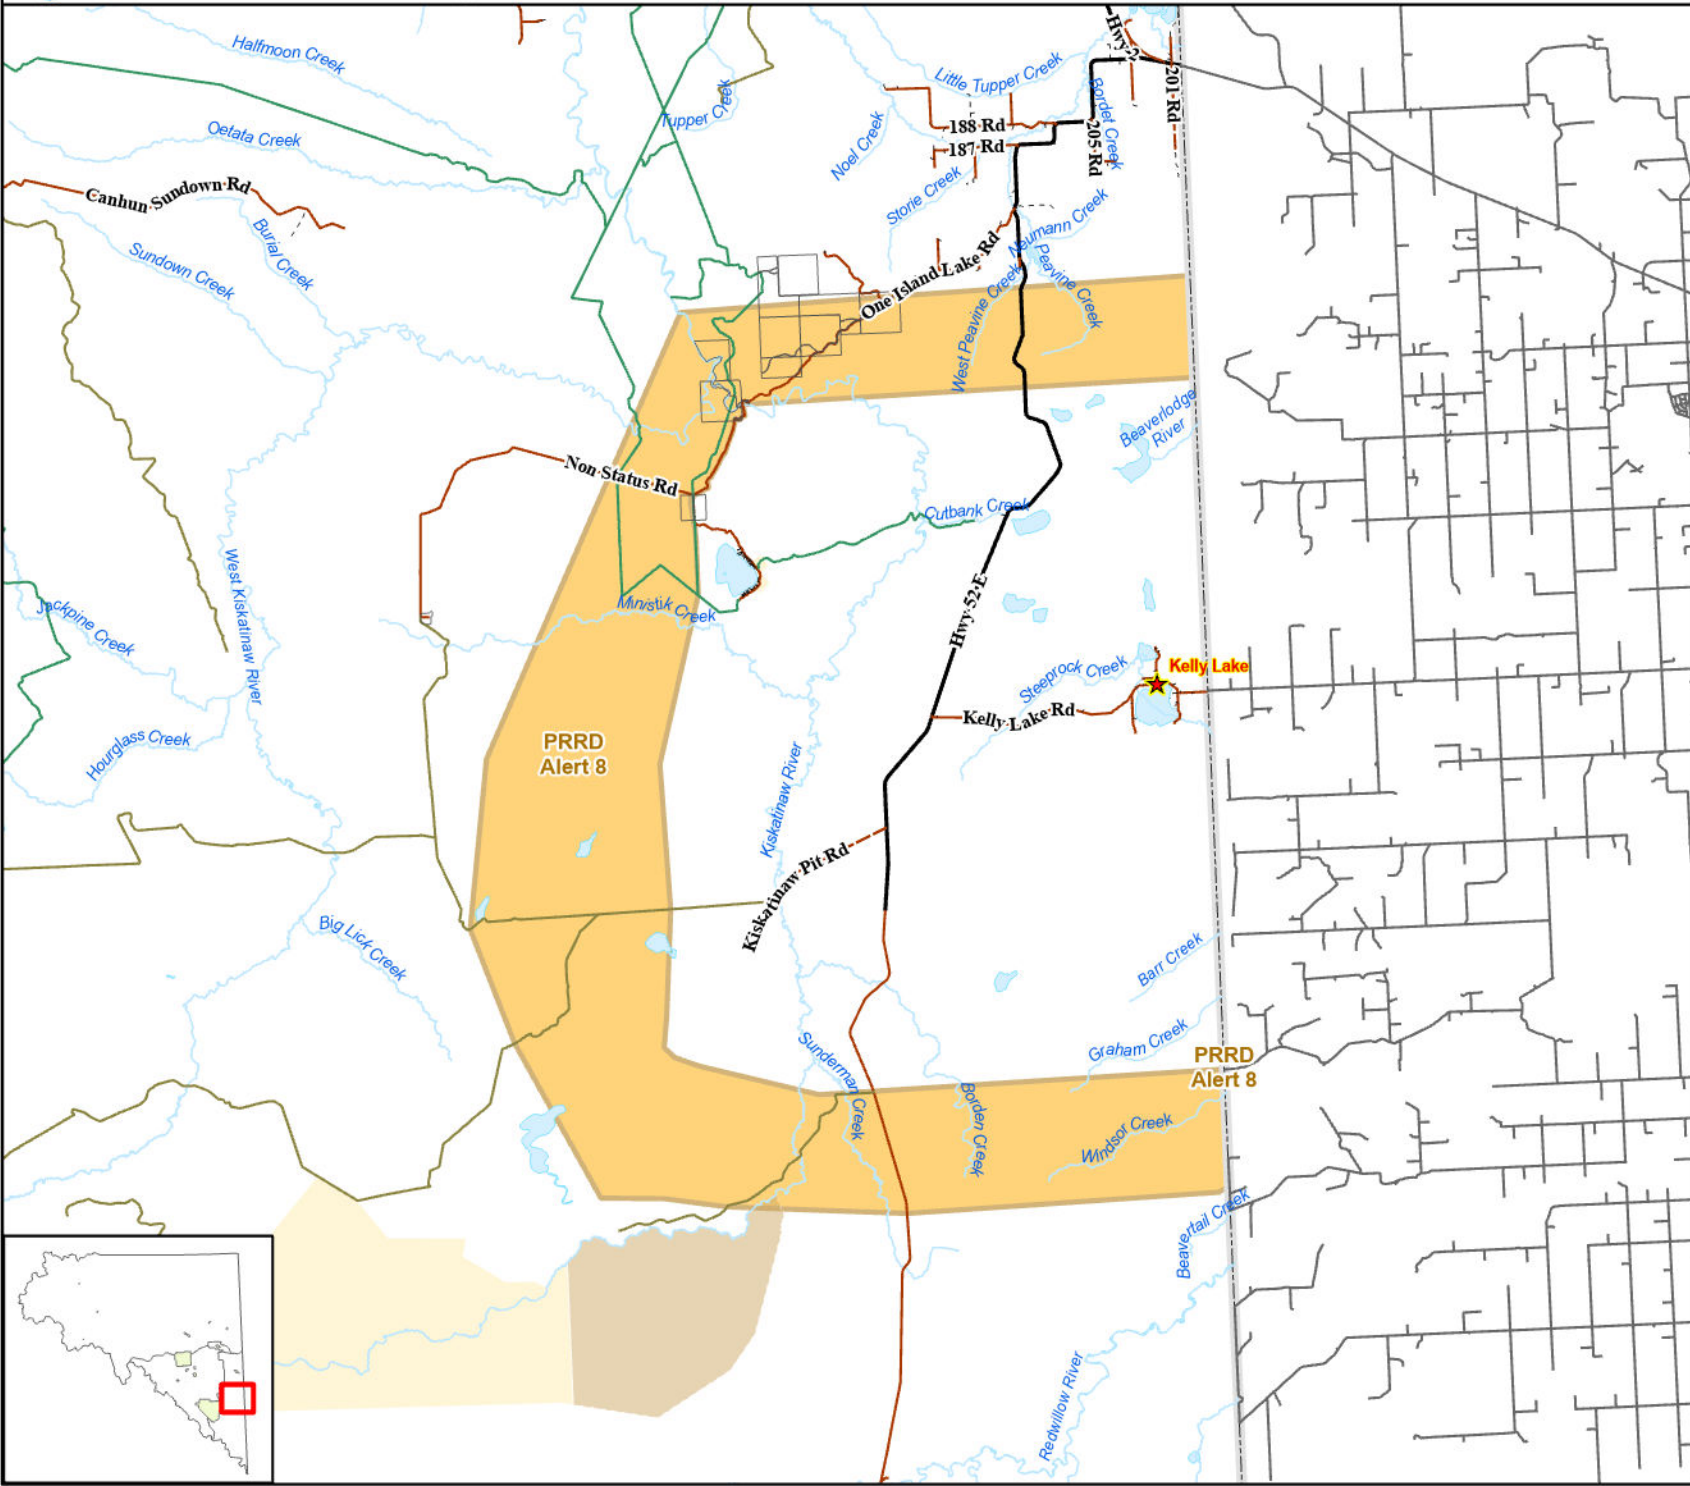 Halfmoon Creek
Oetata Creek
Canhun Sundown Rd
Burial Creek
Sundown Creek
Tupper Creek
Little Tupper Creek
Noel Creek
Storie Creek
188 Rd
187 Rd
205 Rd
201 Rd
Bordet Creek
Neumann Creek
Peavine Creek
West Peavine Creek
One Island Lake Rd
Non Status Rd
Beaverlodge
River
Cutbank Creek
Hwy 52 E
West Kiskatinaw River
Jackpine Creek
Ministik Creek
Steeprock Creek
Kelly Lake
Kelly Lake Rd
Hourglass Creek
PRRD
Alert 8
Kiskatinaw River
Kiskatinaw Pit Rd
Big Lick Creek
Barr Creek
Graham Creek
PRRD
Alert 8
Sunderman Creek
Borden Creek
Windsor Creek
Beavertail Creek
Redwillow River